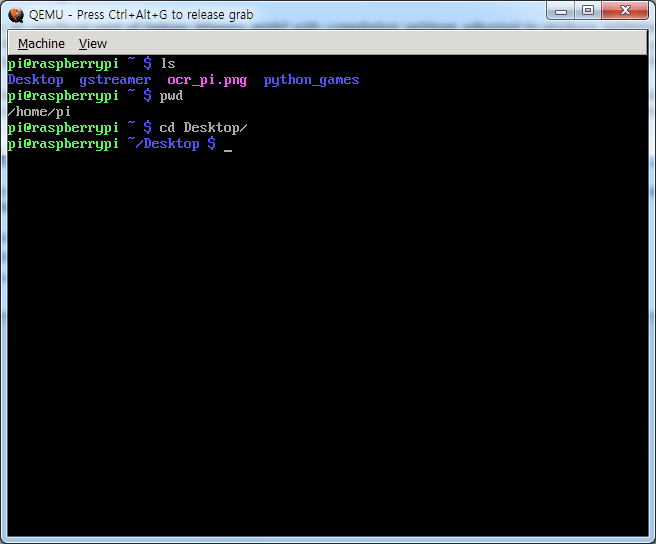 QEMU - Press Ctrl+Alt+G to release grab
Machine View
pi@raspberrypi ~ $ ls
Desktop gstreamer ocr_pi.png python_games
pi@raspberrypi ~ $ pwd
/home/pi
pi@raspberrypi ~ $ cd Desktop/
pi@raspberrypi ~/Desktop $ _